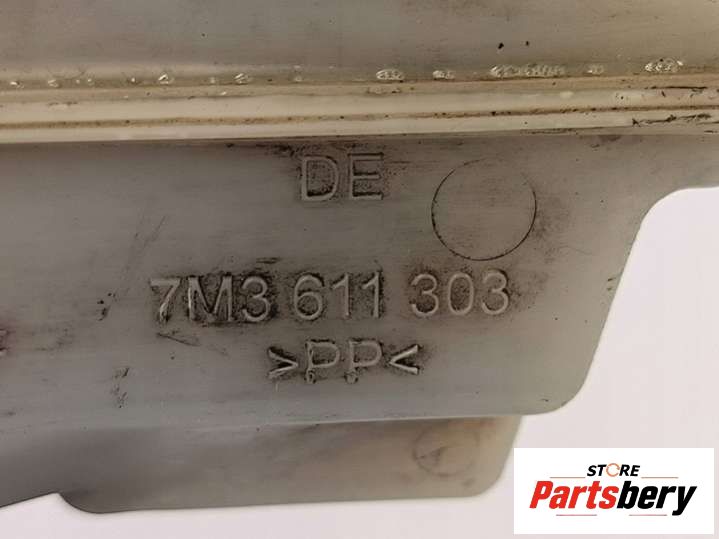 DE
7M3 611 303
>PP<
STORE
Partsbery